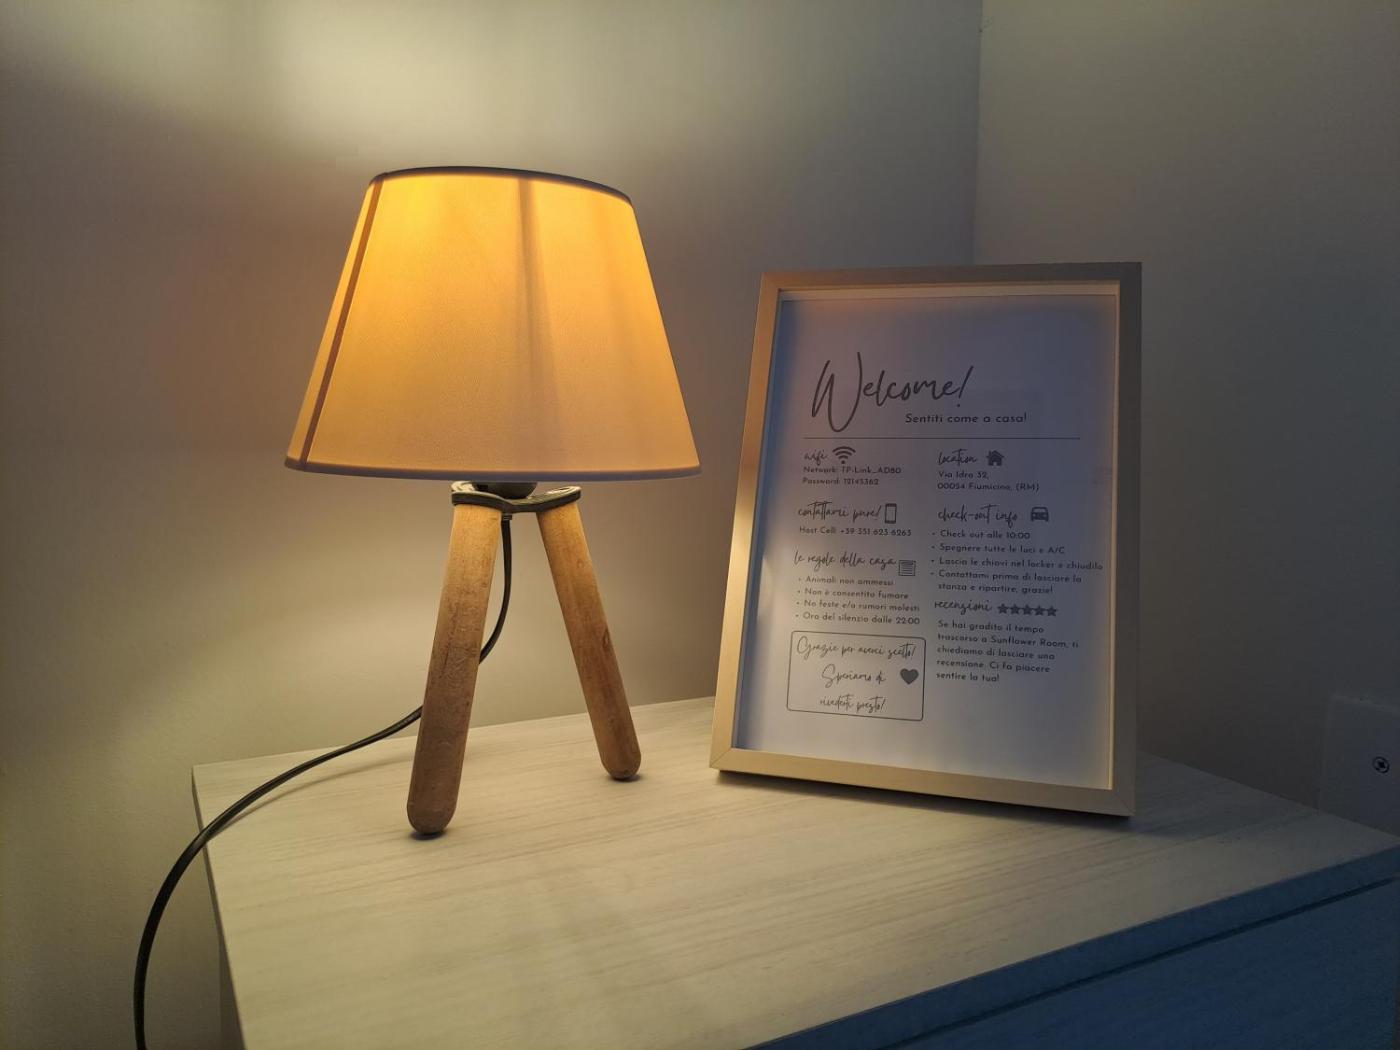 Welcome!
Sentiti come a casa!
wifi
Network: TP-Link_AD80
Password: 12145362
contattarci pure!
Host Cell: +39 351 623 6263
le regole della casa
• Animali non ammessi
• Non è consentito fumare
• No feste e/o rumori molesti
• Ora del silenzio dalle 22:00
Grazie per averci scelto!
Speriamo di
rivederti presto!
location
Via Idro 32,
00054 Fiumicino, (RM)
check-out info
• Check out alle 10:00
• Spegnere tutte le luci e A/C
• Lascia le chiavi nel locker e chiudilo
• Contattami prima di lasciare la
stanza e ripartire, grazie!
recensioni
Se hai gradito il tempo
trascorso a Sunflower Room, ti
chiediamo di lasciare una
recensione. Ci fa piacere
sentire la tua!